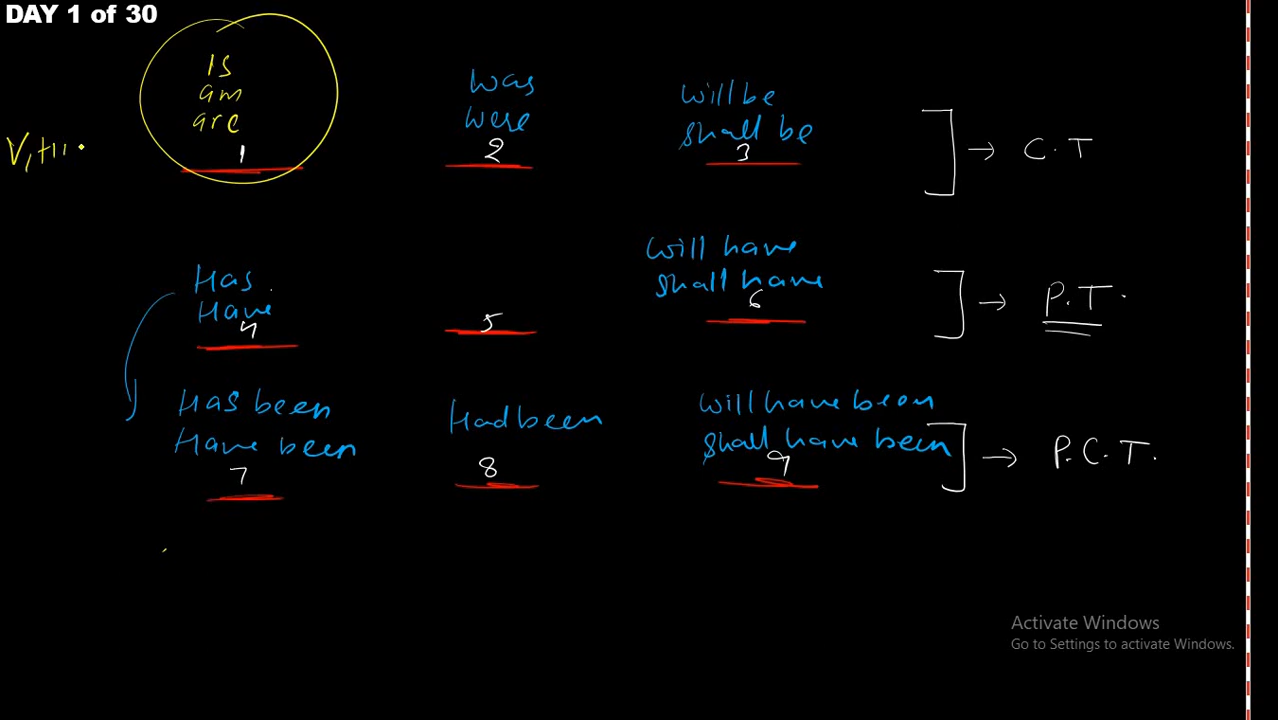 DAY 1 of 30
Is
am
are
1
was
were
2
will be
shall be
3
→ C.T
Has
Have
4
5
will have
shall have
6
→ P.T.
Has been
Have been
7
Had been
8
will have been
shall have been
9
→ P.C.T.
Activate Windows
Go to Settings to activate Windows.